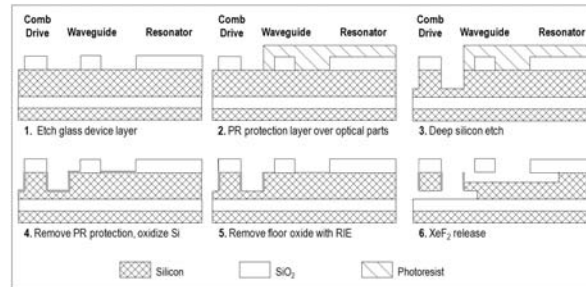 Comb Drive Waveguide Resonator
Comb Drive Waveguide Resonator
Comb Drive Waveguide Resonator
1. Etch glass device layer
2. PR protection layer over optical parts
3. Deep silicon etch
4. Remove PR protection, oxidize Si
5. Remove floor oxide with RIE
6. XeF₂ release
Silicon
SiO₂
Photoresist